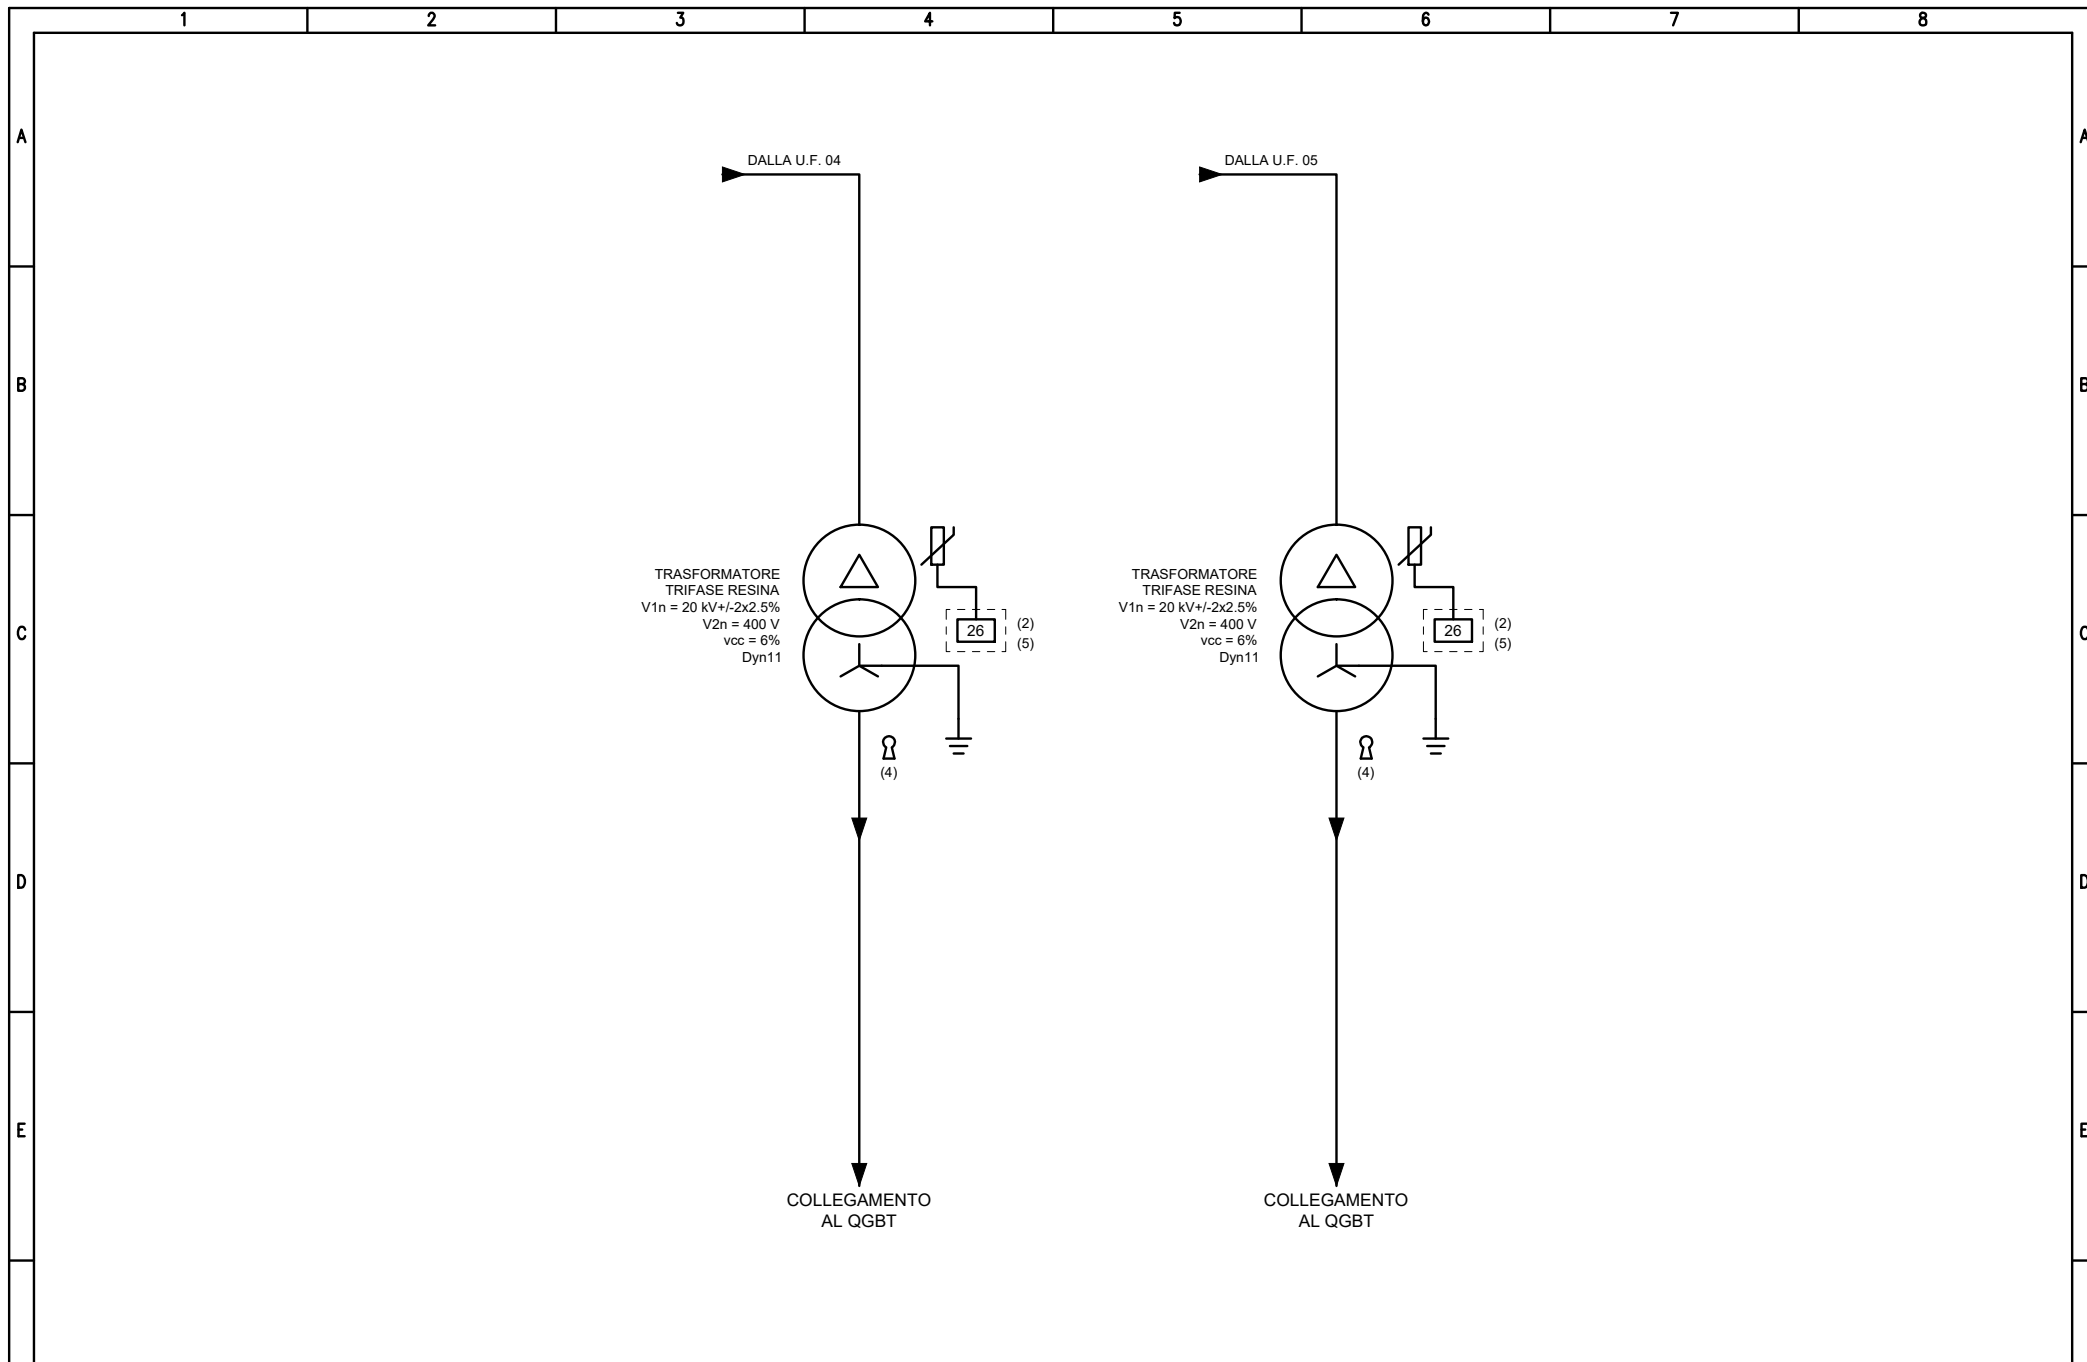 1 2 3 4 5 6 7 8
A A
DALLA U.F. 04
DALLA U.F. 05
B B
TRASFORMATORE
TRIFASE RESINA
V1n = 20 kV+/-2x2.5%
V2n = 400 V
vcc = 6%
Dyn11
26
(2)
(5)
(4)
TRASFORMATORE
TRIFASE RESINA
V1n = 20 kV+/-2x2.5%
V2n = 400 V
vcc = 6%
Dyn11
26
(2)
(5)
(4)
C C
D D
E E
COLLEGAMENTO
AL QGBT
COLLEGAMENTO
AL QGBT